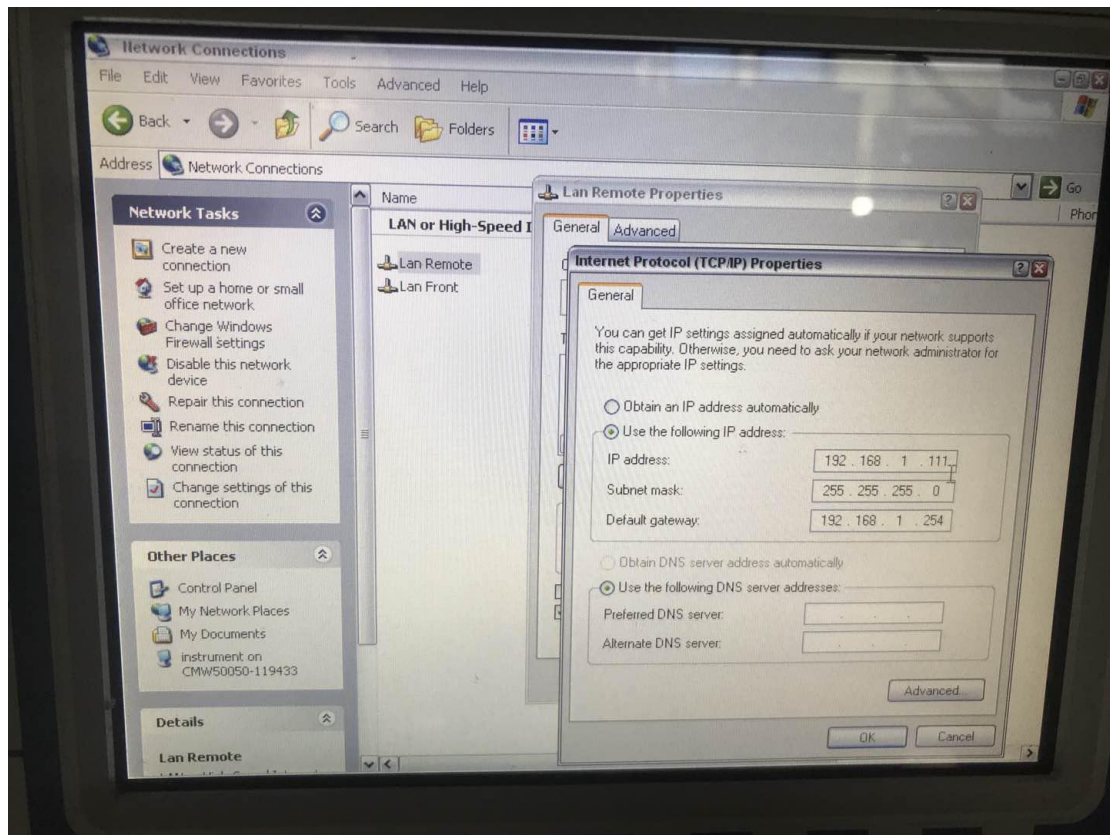 Network Connections
File Edit View Favorites Tools Advanced Help
Back Search Folders
Address Network Connections
Go
Network Tasks
Create a new
connection
Set up a home or small
office network
Change Windows
Firewall settings
Disable this network
device
Repair this connection
Rename this connection
View status of this
connection
Change settings of this
connection
Other Places
Control Panel
My Network Places
My Documents
instrument on
CMW50050-119433
Details
Lan Remote
Name
Phon
LAN or High-Speed I
Lan Remote
Lan Front
Lan Remote Properties
General Advanced
Internet Protocol (TCP/IP) Properties
General
You can get IP settings assigned automatically if your network supports
this capability. Otherwise, you need to ask your network administrator for
the appropriate IP settings.
Obtain an IP address automatically
Use the following IP address:
IP address: 192 . 168 . 1 . 111
Subnet mask: 255 . 255 . 255 . 0
Default gateway: 192 . 168 . 1 . 254
Obtain DNS server address automatically
Use the following DNS server addresses:
Preferred DNS server:
Alternate DNS server:
Advanced...
OK Cancel